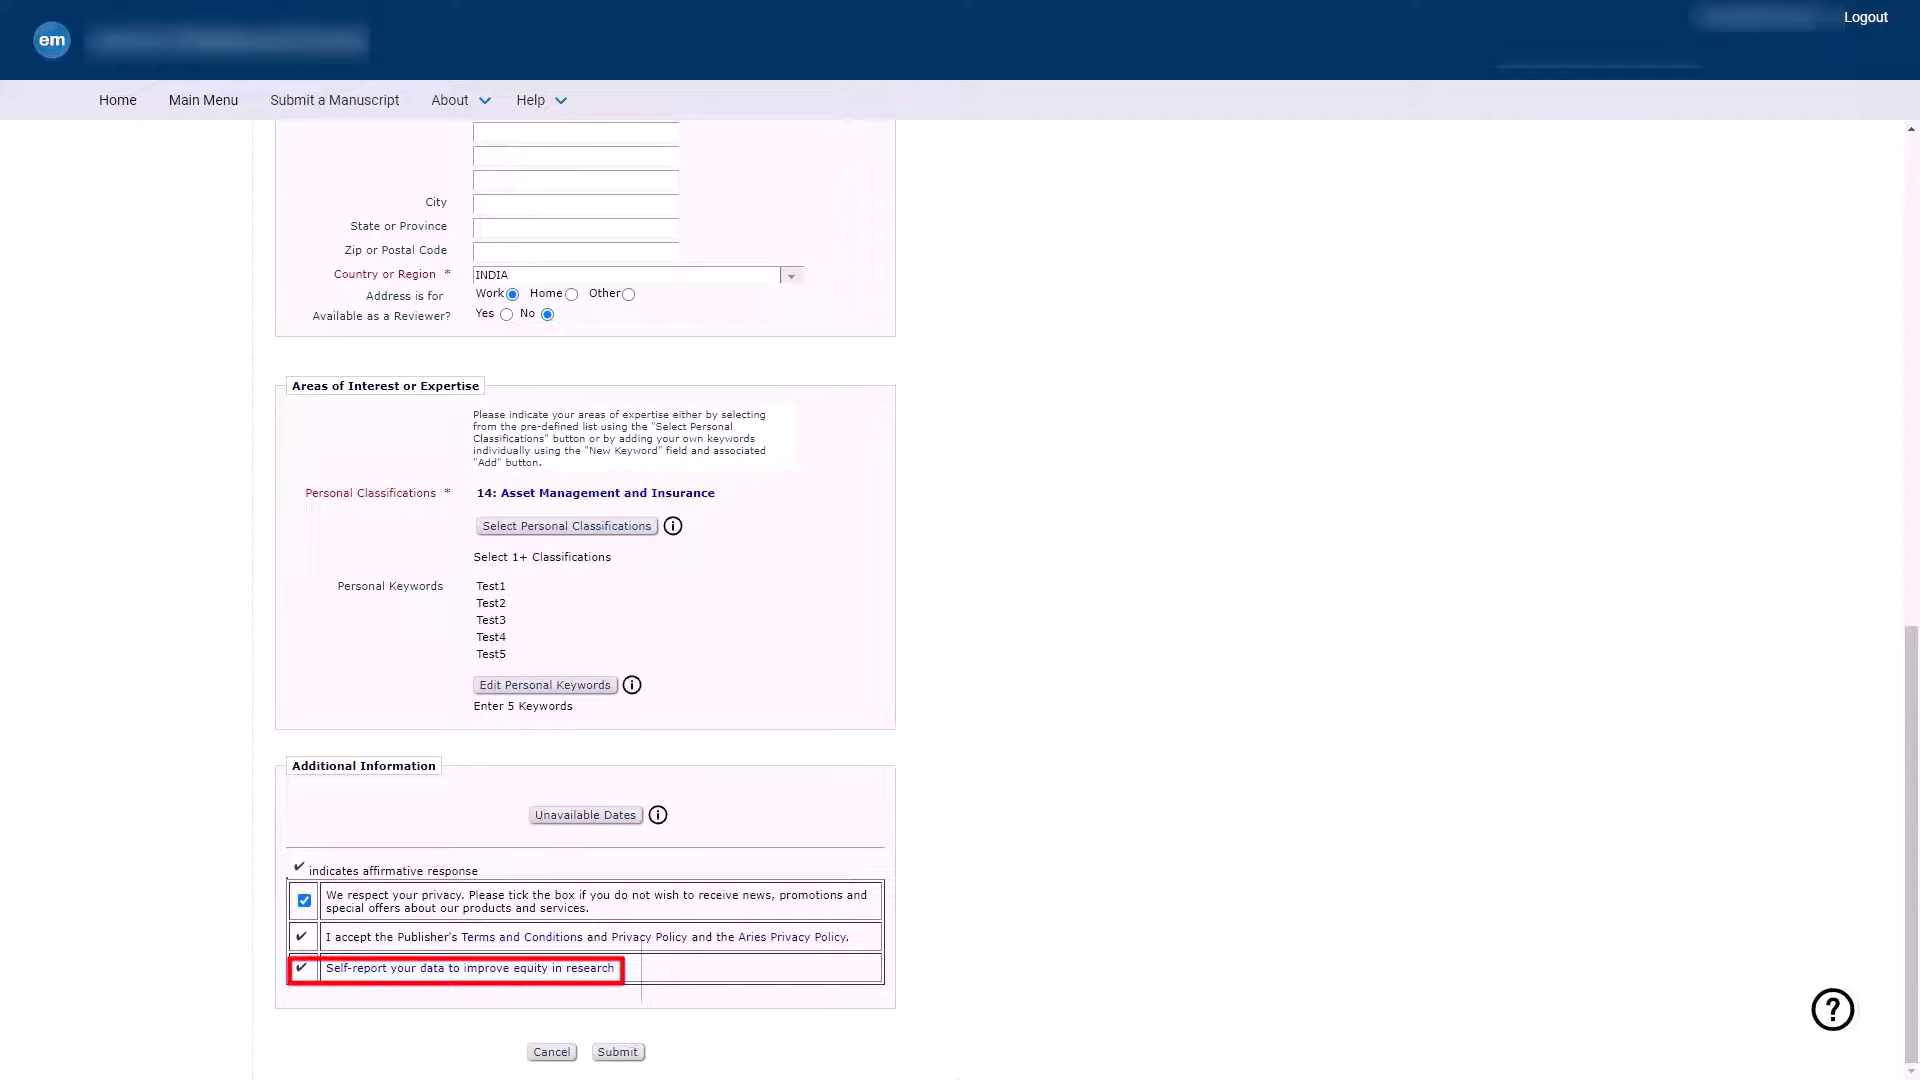 em
Logout
Home Main Menu Submit a Manuscript About Help
City
State or Province
Zip or Postal Code
Country or Region * INDIA
Address is for Work Home Other
Available as a Reviewer? Yes No
Areas of Interest or Expertise
Please indicate your areas of expertise either by selecting
from the pre-defined list using the "Select Personal
Classifications" button or by adding your own keywords
individually using the "New Keyword" field and associated
"Add" button.
Personal Classifications * 14: Asset Management and Insurance
Select Personal Classifications i
Select 1+ Classifications
Personal Keywords Test1
Test2
Test3
Test4
Test5
Edit Personal Keywords i
Enter 5 Keywords
Additional Information
Unavailable Dates i
✔ indicates affirmative response
We respect your privacy. Please tick the box if you do not wish to receive news, promotions and
special offers about our products and services.
✔ I accept the Publisher's Terms and Conditions and Privacy Policy and the Aries Privacy Policy.
✔ Self-report your data to improve equity in research
?
Cancel Submit